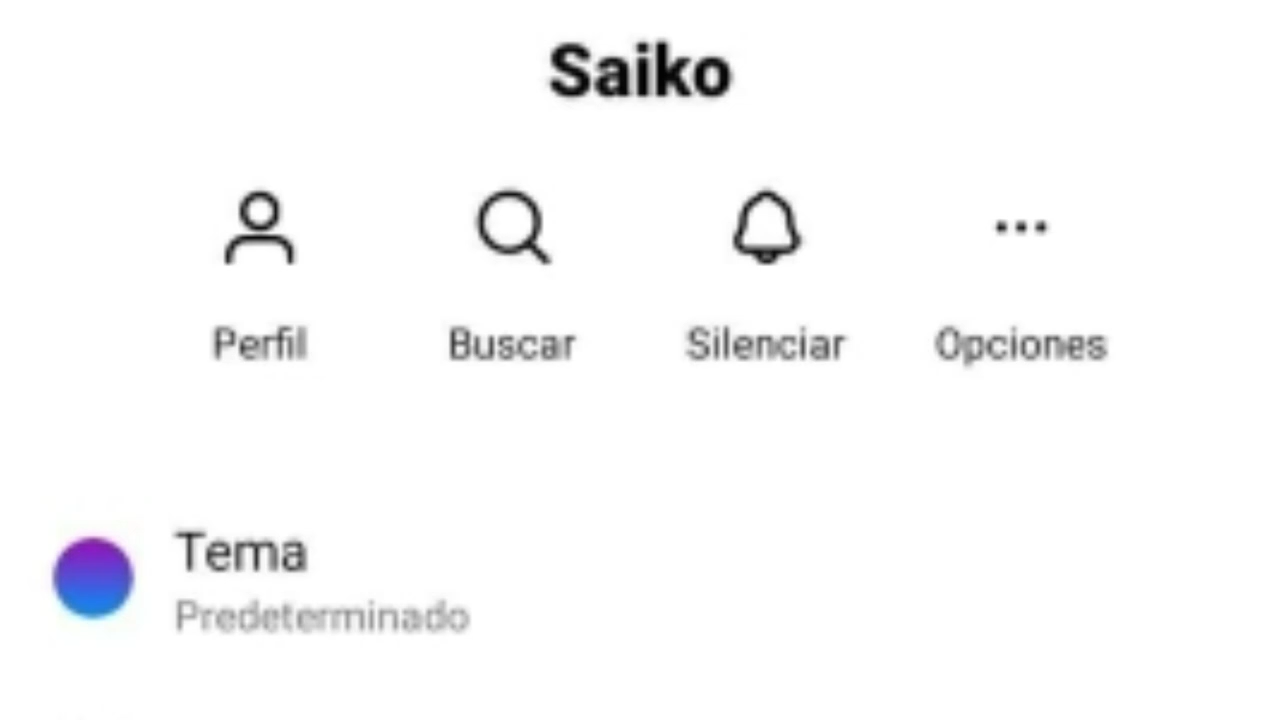 Saiko
Perfil Buscar Silenciar Opciones
Tema
Predeterminado